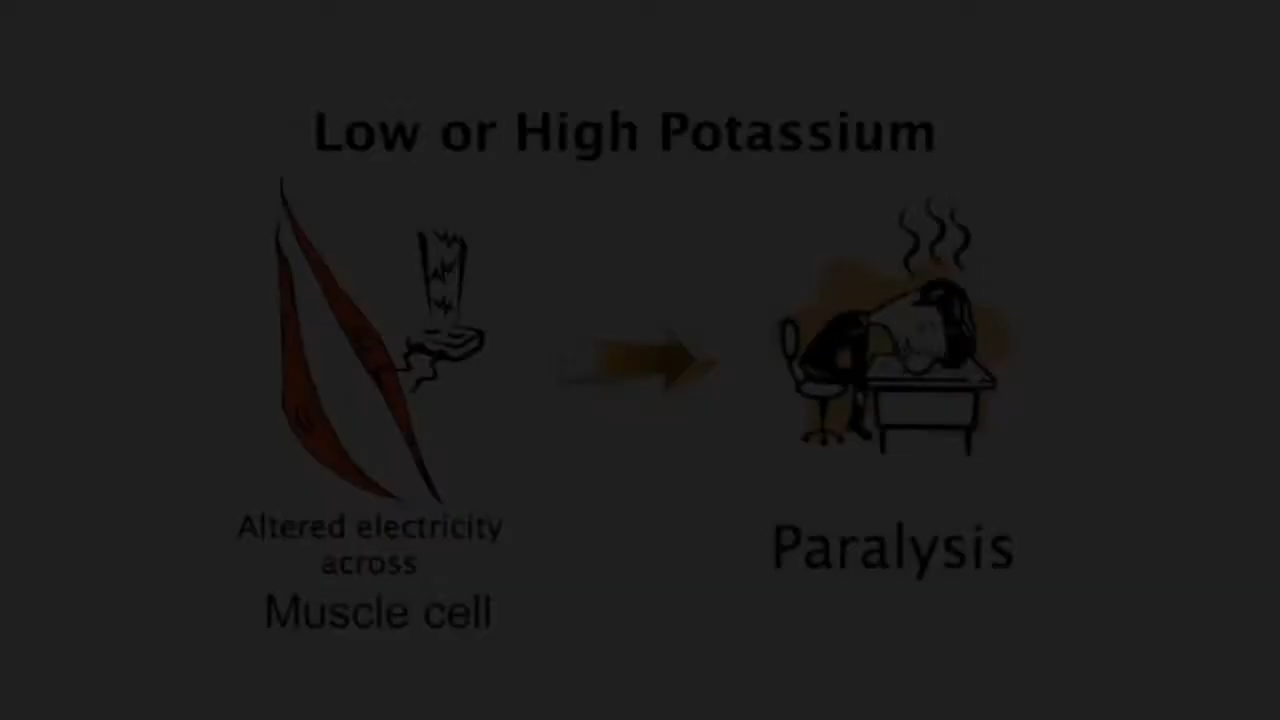 Low or High Potassium
Altered electricity
across
Muscle cell
Paralysis